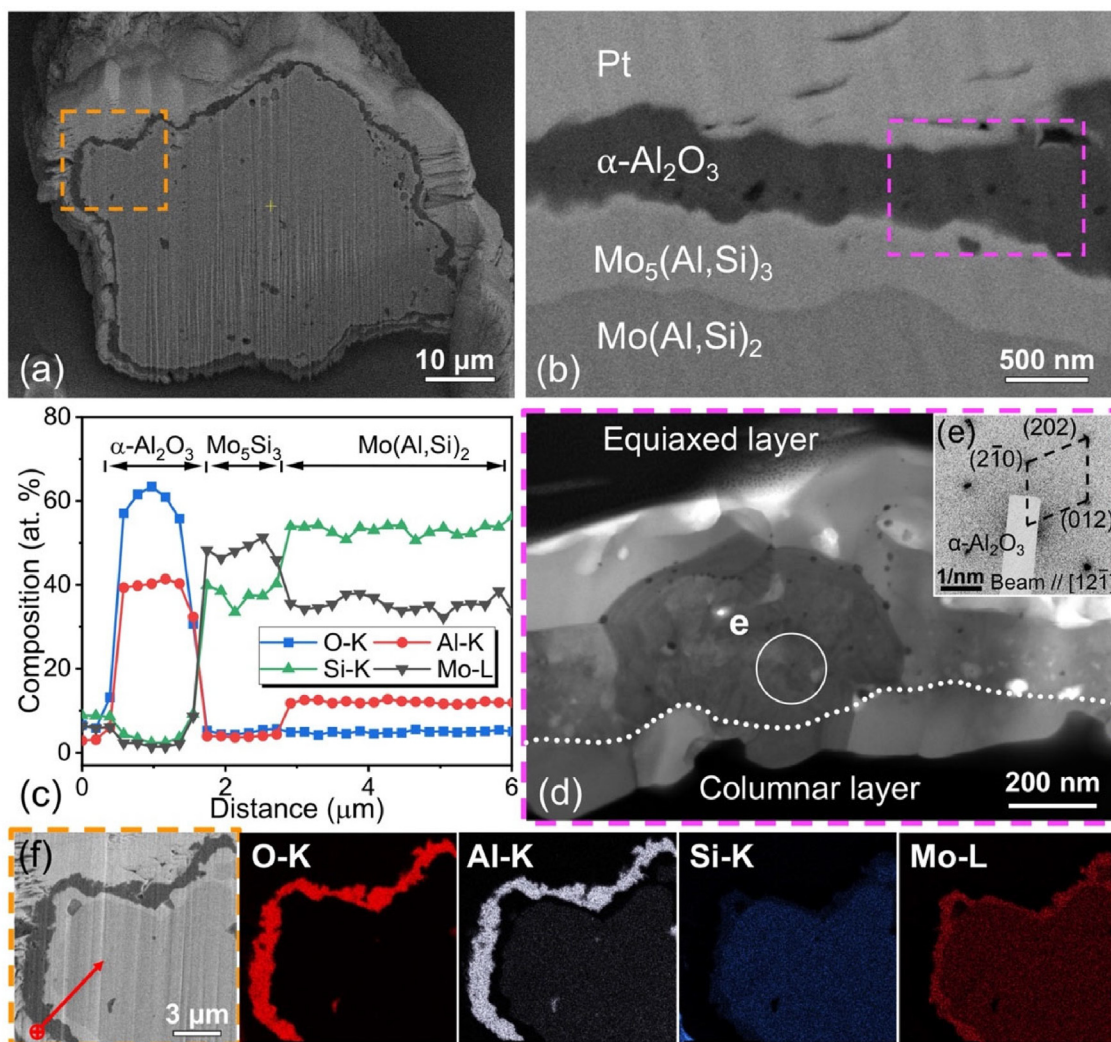 (a)
10 µm
Pt
α-Al₂O₃
Mo₅(Al,Si)₃
Mo(Al,Si)₂
(b)
500 nm
80
60
40
20
0
Composition (at. %)
α-Al₂O₃
Mo₅Si₃
Mo(Al,Si)₂
O-K
Al-K
Si-K
Mo-L
0
2
4
6
Distance (μm)
(c)
Equiaxed layer
e
Columnar layer
(d)
200 nm
(e)
(202)
(21̄0)
(012)
α-Al₂O₃
1/nm
Beam // [121̄]
(f)
3 µm
O-K
Al-K
Si-K
Mo-L